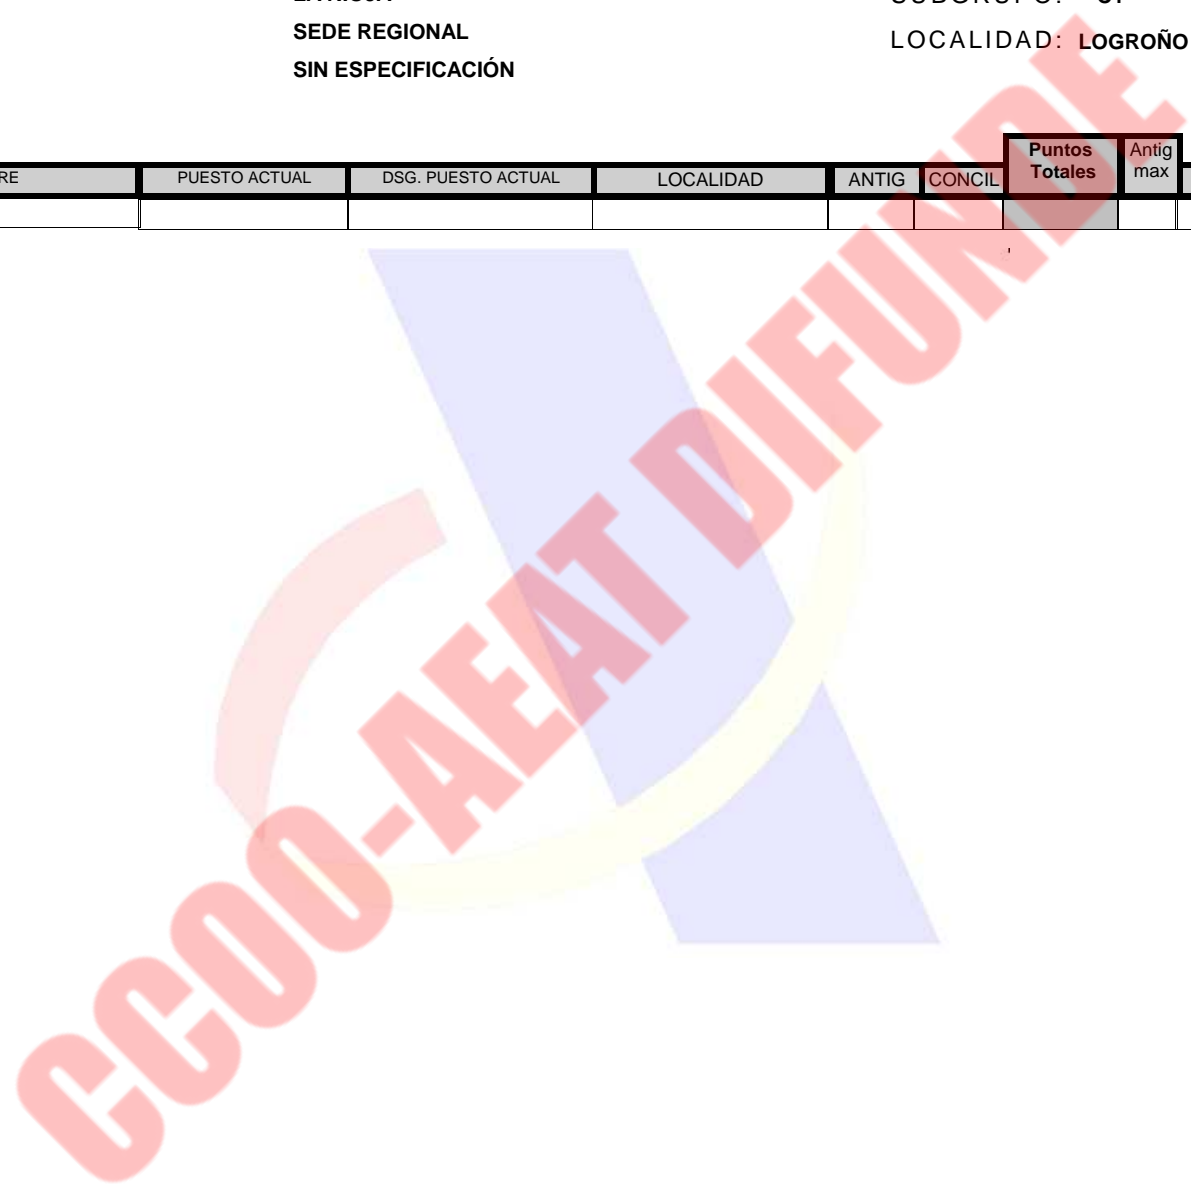 SEDE REGIONAL
SIN ESPECIFICACIÓN
LOCALIDAD: LOGROÑO
RE PUESTO ACTUAL DSG. PUESTO ACTUAL LOCALIDAD ANTIG CONCIL Puntos Totales Antig max
CCOO-AEAT DIFUNDE